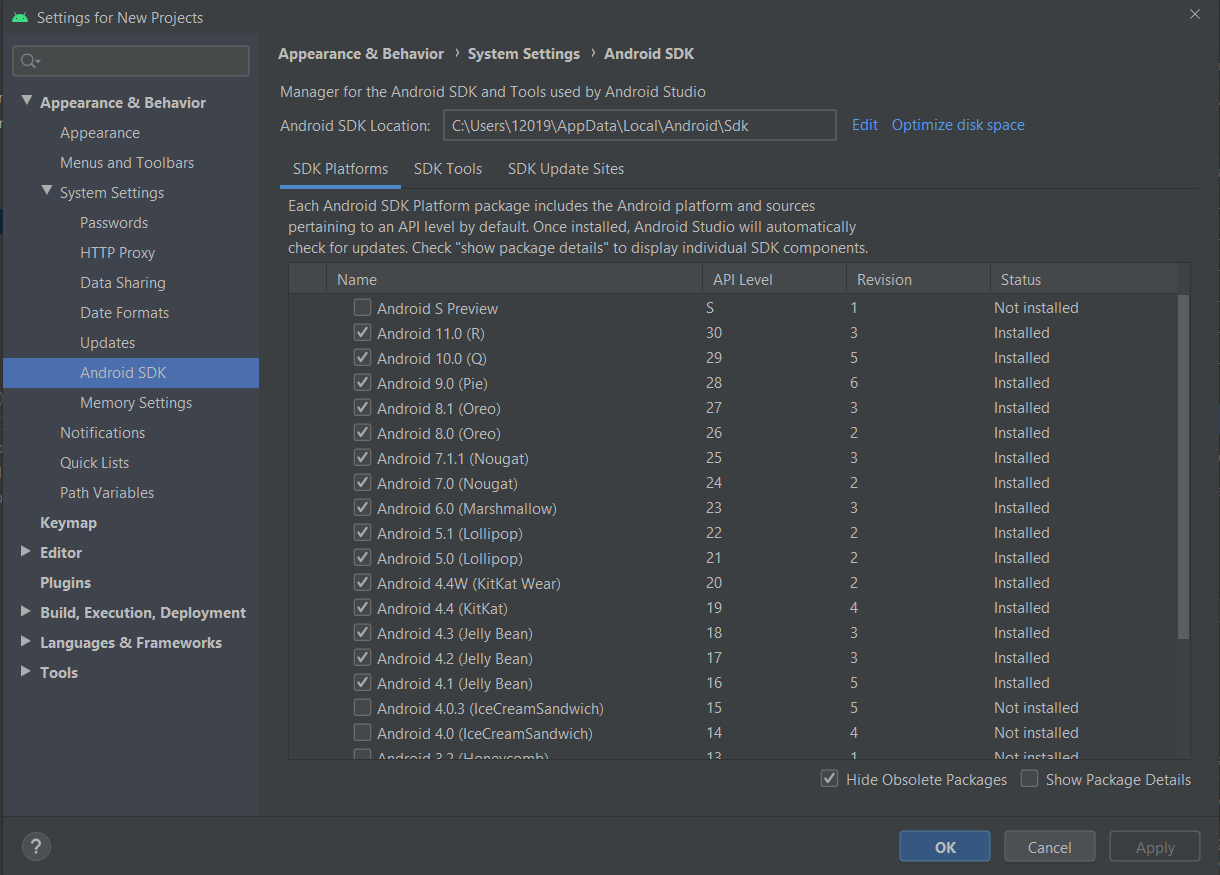 Settings for New Projects
Appearance & Behavior
Appearance
Menus and Toolbars
System Settings
Passwords
HTTP Proxy
Data Sharing
Date Formats
Updates
Android SDK
Memory Settings
Notifications
Quick Lists
Path Variables
Keymap
Editor
Plugins
Build, Execution, Deployment
Languages & Frameworks
Tools
Appearance & Behavior › System Settings › Android SDK
Manager for the Android SDK and Tools used by Android Studio
Android SDK Location: C:\Users\12019\AppData\Local\Android\Sdk Edit Optimize disk space
SDK Platforms SDK Tools SDK Update Sites
Each Android SDK Platform package includes the Android platform and sources
pertaining to an API level by default. Once installed, Android Studio will automatically
check for updates. Check "show package details" to display individual SDK components.
Name API Level Revision Status
Android S Preview S 1 Not installed
Android 11.0 (R) 30 3 Installed
Android 10.0 (Q) 29 5 Installed
Android 9.0 (Pie) 28 6 Installed
Android 8.1 (Oreo) 27 3 Installed
Android 8.0 (Oreo) 26 2 Installed
Android 7.1.1 (Nougat) 25 3 Installed
Android 7.0 (Nougat) 24 2 Installed
Android 6.0 (Marshmallow) 23 3 Installed
Android 5.1 (Lollipop) 22 2 Installed
Android 5.0 (Lollipop) 21 2 Installed
Android 4.4W (KitKat Wear) 20 2 Installed
Android 4.4 (KitKat) 19 4 Installed
Android 4.3 (Jelly Bean) 18 3 Installed
Android 4.2 (Jelly Bean) 17 3 Installed
Android 4.1 (Jelly Bean) 16 5 Installed
Android 4.0.3 (IceCreamSandwich) 15 5 Not installed
Android 4.0 (IceCreamSandwich) 14 4 Not installed
Android 3.2 (Honeycomb) 13 1 Not installed
Hide Obsolete Packages Show Package Details
? OK Cancel Apply